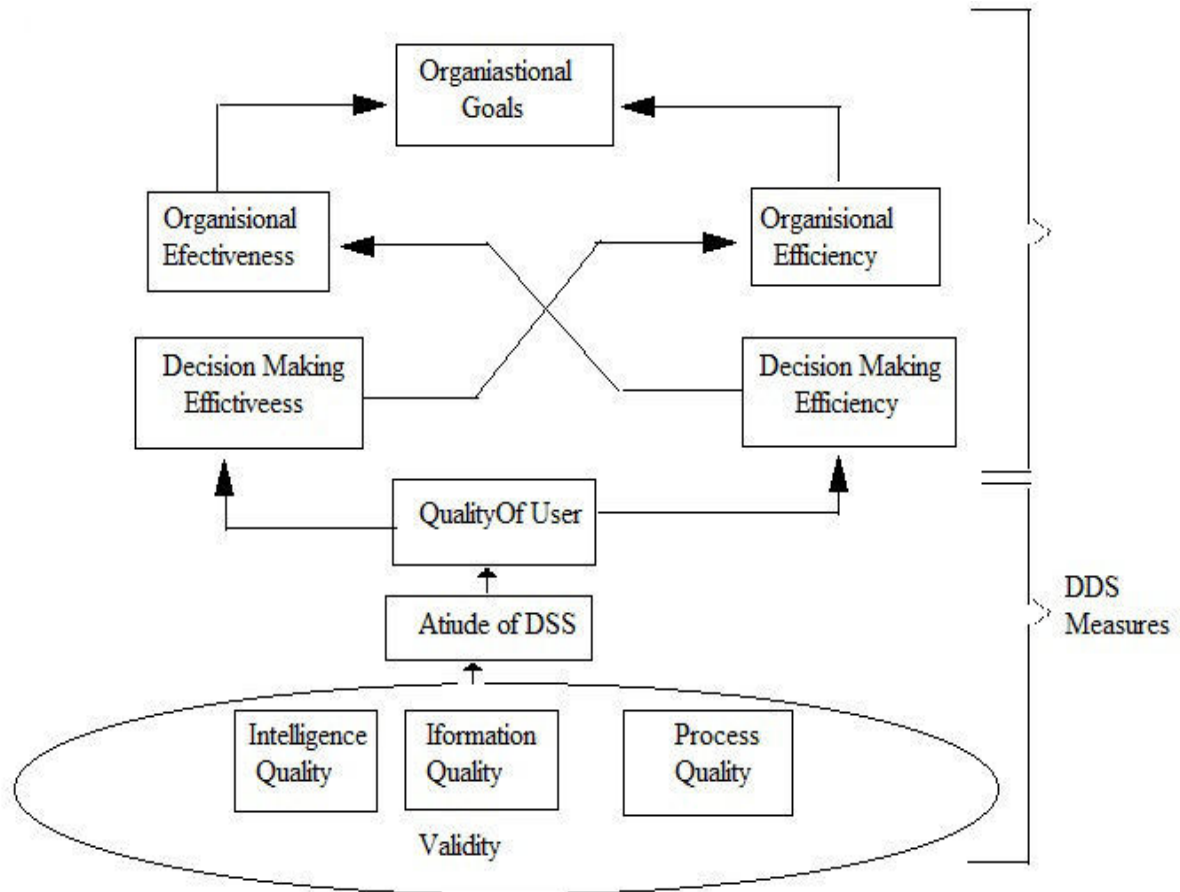 Organiastional
Goals
Organisional
Efectiveness
Organisional
Efficiency
Decision Making
Effictiveess
Decision Making
Efficiency
QualityOf User
Atiude of DSS
DDS
Measures
Intelligence
Quality
Iformation
Quality
Process
Quality
Validity